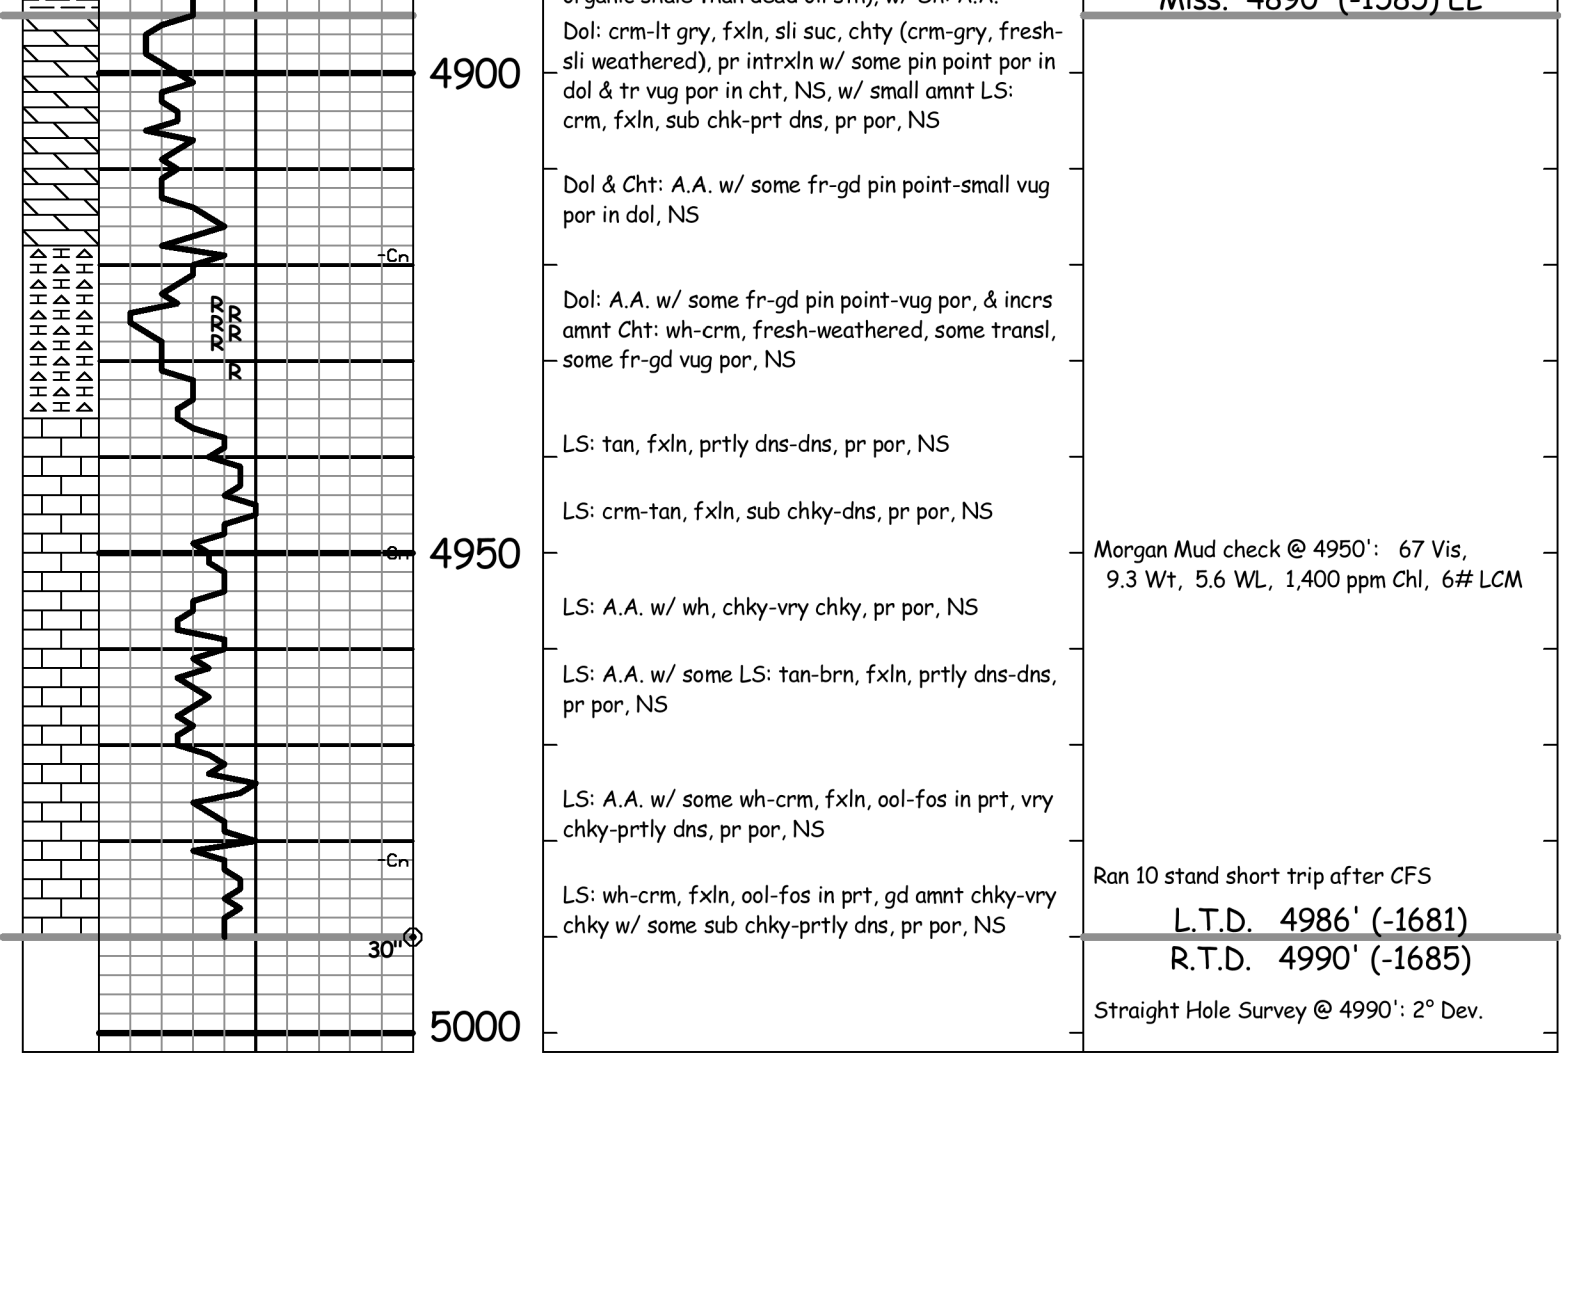 organic shale than dead oil stn), w/ Sh: A.A.
Miss. 4890' (-1585) EL
Dol: crm-lt gry, fxln, sli suc, chty (crm-gry, fresh-
sli weathered), pr intrxln w/ some pin point por in
dol & tr vug por in cht, NS, w/ small amnt LS:
crm, fxln, sub chk-prt dns, pr por, NS
4900
Dol & Cht: A.A. w/ some fr-gd pin point-small vug
por in dol, NS
-Cn
Dol: A.A. w/ some fr-gd pin point-vug por, & incrs
amnt Cht: wh-crm, fresh-weathered, some transl,
some fr-gd vug por, NS
R
R
R
R
R
R
LS: tan, fxln, prtly dns-dns, pr por, NS
LS: crm-tan, fxln, sub chky-dns, pr por, NS
-Cn
4950
Morgan Mud check @ 4950': 67 Vis,
9.3 Wt, 5.6 WL, 1,400 ppm Chl, 6# LCM
LS: A.A. w/ wh, chky-vry chky, pr por, NS
LS: A.A. w/ some LS: tan-brn, fxln, prtly dns-dns,
pr por, NS
LS: A.A. w/ some wh-crm, fxln, ool-fos in prt, vry
chky-prtly dns, pr por, NS
-Cn
Ran 10 stand short trip after CFS
LS: wh-crm, fxln, ool-fos in prt, gd amnt chky-vry
chky w/ some sub chky-prtly dns, pr por, NS
L.T.D. 4986' (-1681)
30"
R.T.D. 4990' (-1685)
Straight Hole Survey @ 4990': 2° Dev.
5000